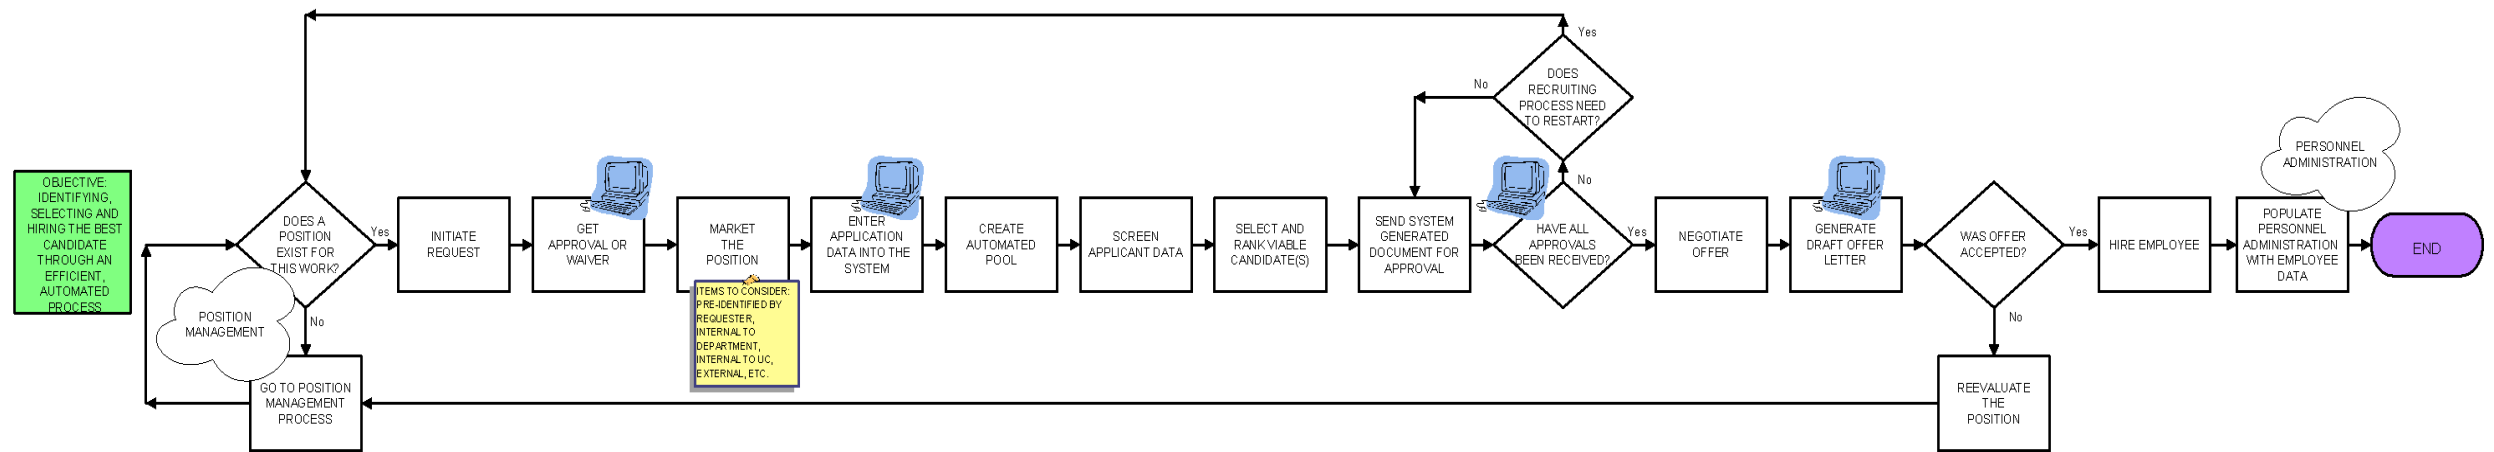 OBJECTIVE:
IDENTIFYING,
SELECTING AND
HIRING THE BEST
CANDIDATE
THROUGH AN
EFFICIENT,
AUTOMATED
PROCESS
DOES A
POSITION
EXIST FOR
THIS WORK?
Yes
No
POSITION
MANAGEMENT
GO TO POSITION
MANAGEMENT
PROCESS
INITIATE
REQUEST
GET
APPROVAL OR
WAIVER
MARKET
THE
POSITION
ITEMS TO CONSIDER:
PRE-IDENTIFIED BY
REQUESTER,
INTERNAL TO
DEPARTMENT,
INTERNAL TO UC,
EXTERNAL, ETC.
ENTER
APPLICATION
DATA INTO THE
SYSTEM
CREATE
AUTOMATED
POOL
SCREEN
APPLICANT DATA
SELECT AND
RANK VIABLE
CANDIDATE(S)
SEND SYSTEM
GENERATED
DOCUMENT FOR
APPROVAL
HAVE ALL
APPROVALS
BEEN RECEIVED?
Yes
No
DOES
RECRUITING
PROCESS NEED
TO RESTART?
Yes
No
NEGOTIATE
OFFER
GENERATE
DRAFT OFFER
LETTER
WAS OFFER
ACCEPTED?
Yes
No
REEVALUATE
THE
POSITION
HIRE EMPLOYEE
POPULATE
PERSONNEL
ADMINISTRATION
WITH EMPLOYEE
DATA
PERSONNEL
ADMINISTRATION
END